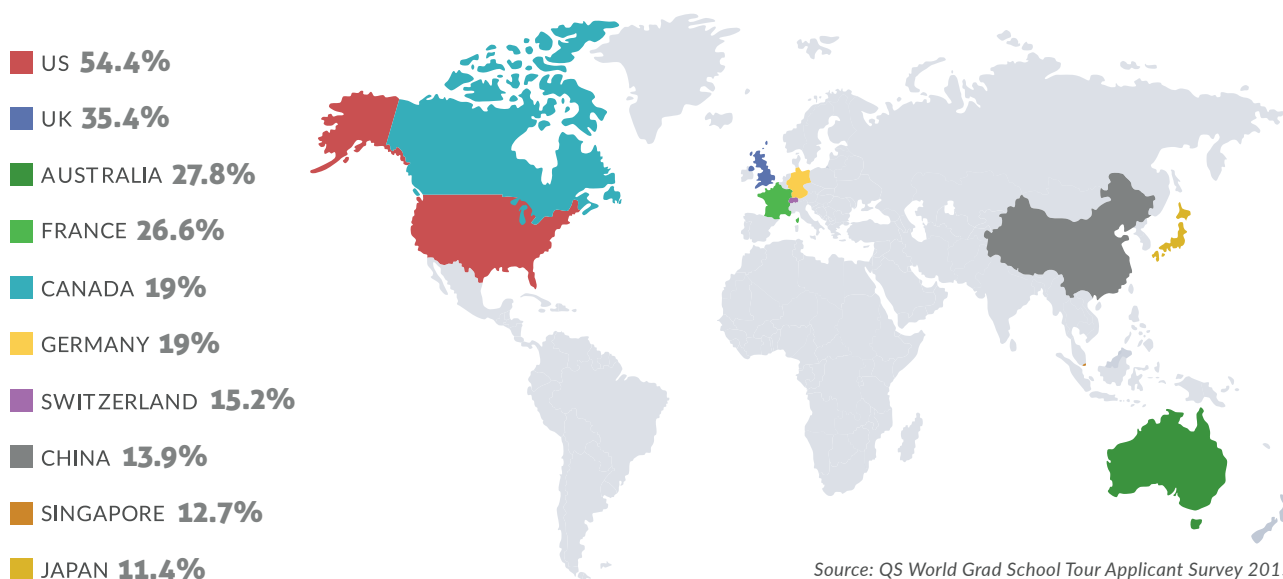 US 54.4%
UK 35.4%
AUSTRALIA 27.8%
FRANCE 26.6%
CANADA 19%
GERMANY 19%
SWITZERLAND 15.2%
CHINA 13.9%
SINGAPORE 12.7%
JAPAN 11.4%
Source: QS World Grad School Tour Applicant Survey 201